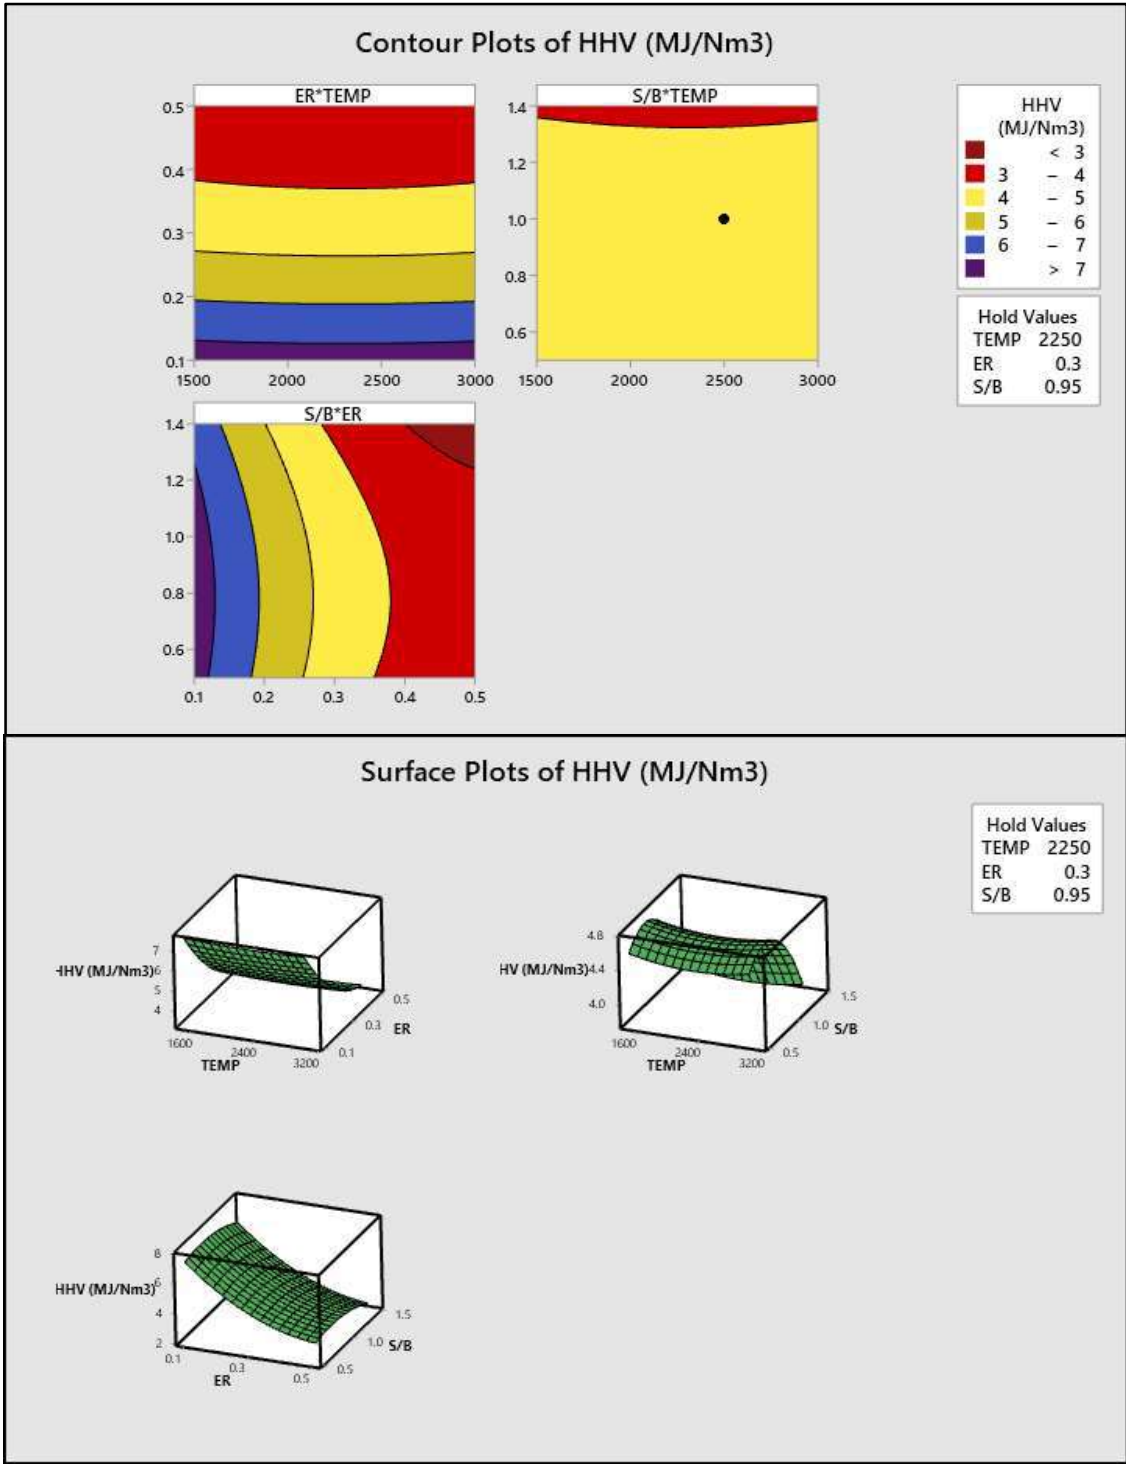 Contour Plots of HHV (MJ/Nm3)
ER*TEMP
0.5
0.4
0.3
0.2
0.1
1500 2000 2500 3000
S/B*TEMP
1.4
1.2
1.0
0.8
0.6
1500 2000 2500 3000
HHV
(MJ/Nm3)
< 3
3 – 4
4 – 5
5 – 6
6 – 7
> 7
Hold Values
TEMP 2250
ER 0.3
S/B 0.95
S/B*ER
1.4
1.2
1.0
0.8
0.6
0.1 0.2 0.3 0.4 0.5
Surface Plots of HHV (MJ/Nm3)
Hold Values
TEMP 2250
ER 0.3
S/B 0.95
7
HHV (MJ/Nm3)6
5
4
1600 2400 3200
TEMP
0.1 0.3 0.5
ER
4.8
HV (MJ/Nm3)4.4
4.0
1600 2400 3200
TEMP
0.5 1.0 1.5
S/B
8
HHV (MJ/Nm3)6
4
2
0.1 0.3 0.5
ER
0.5 1.0 1.5
S/B